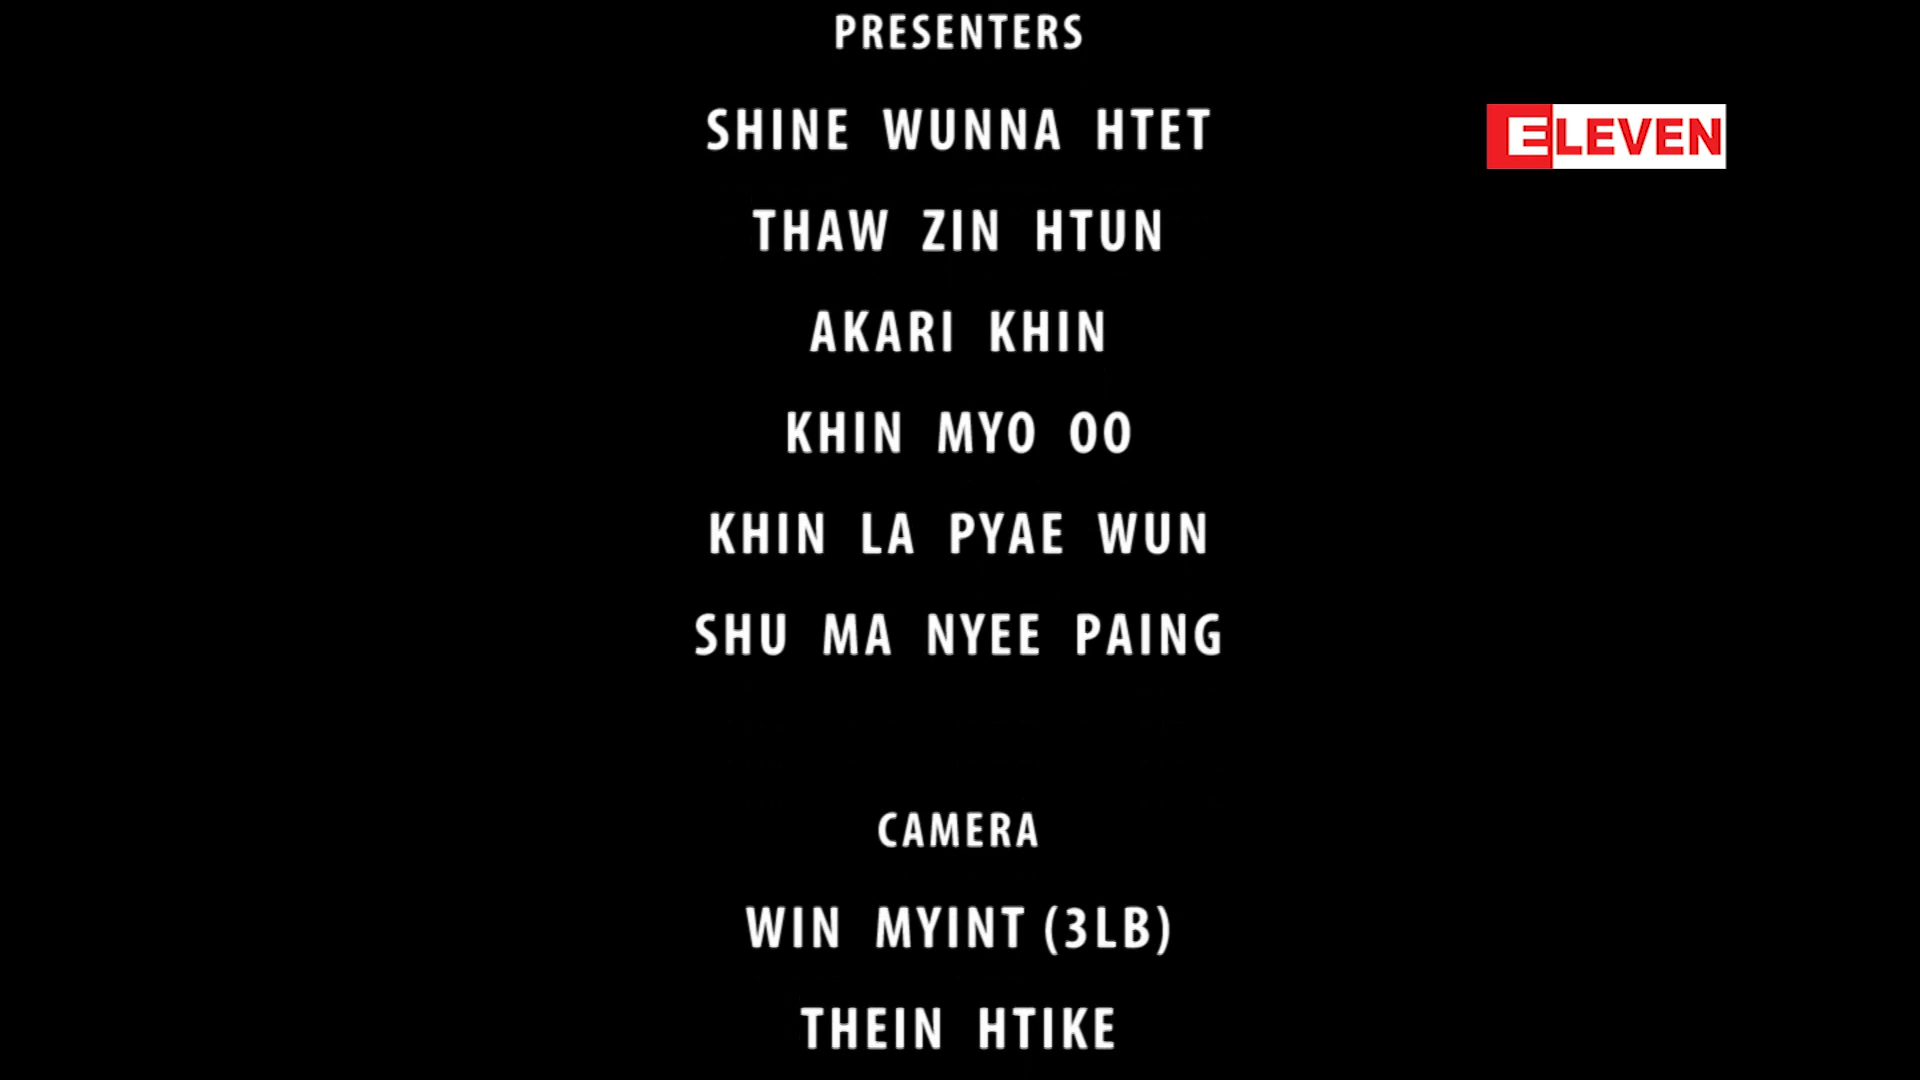 PRESENTERS
SHINE WUNNA HTET
ELEVEN
THAW ZIN HTUN
AKARI KHIN
KHIN MYO OO
KHIN LA PYAE WUN
SHU MA NYEE PAING
CAMERA
WIN MYINT (3LB)
THEIN HTIKE